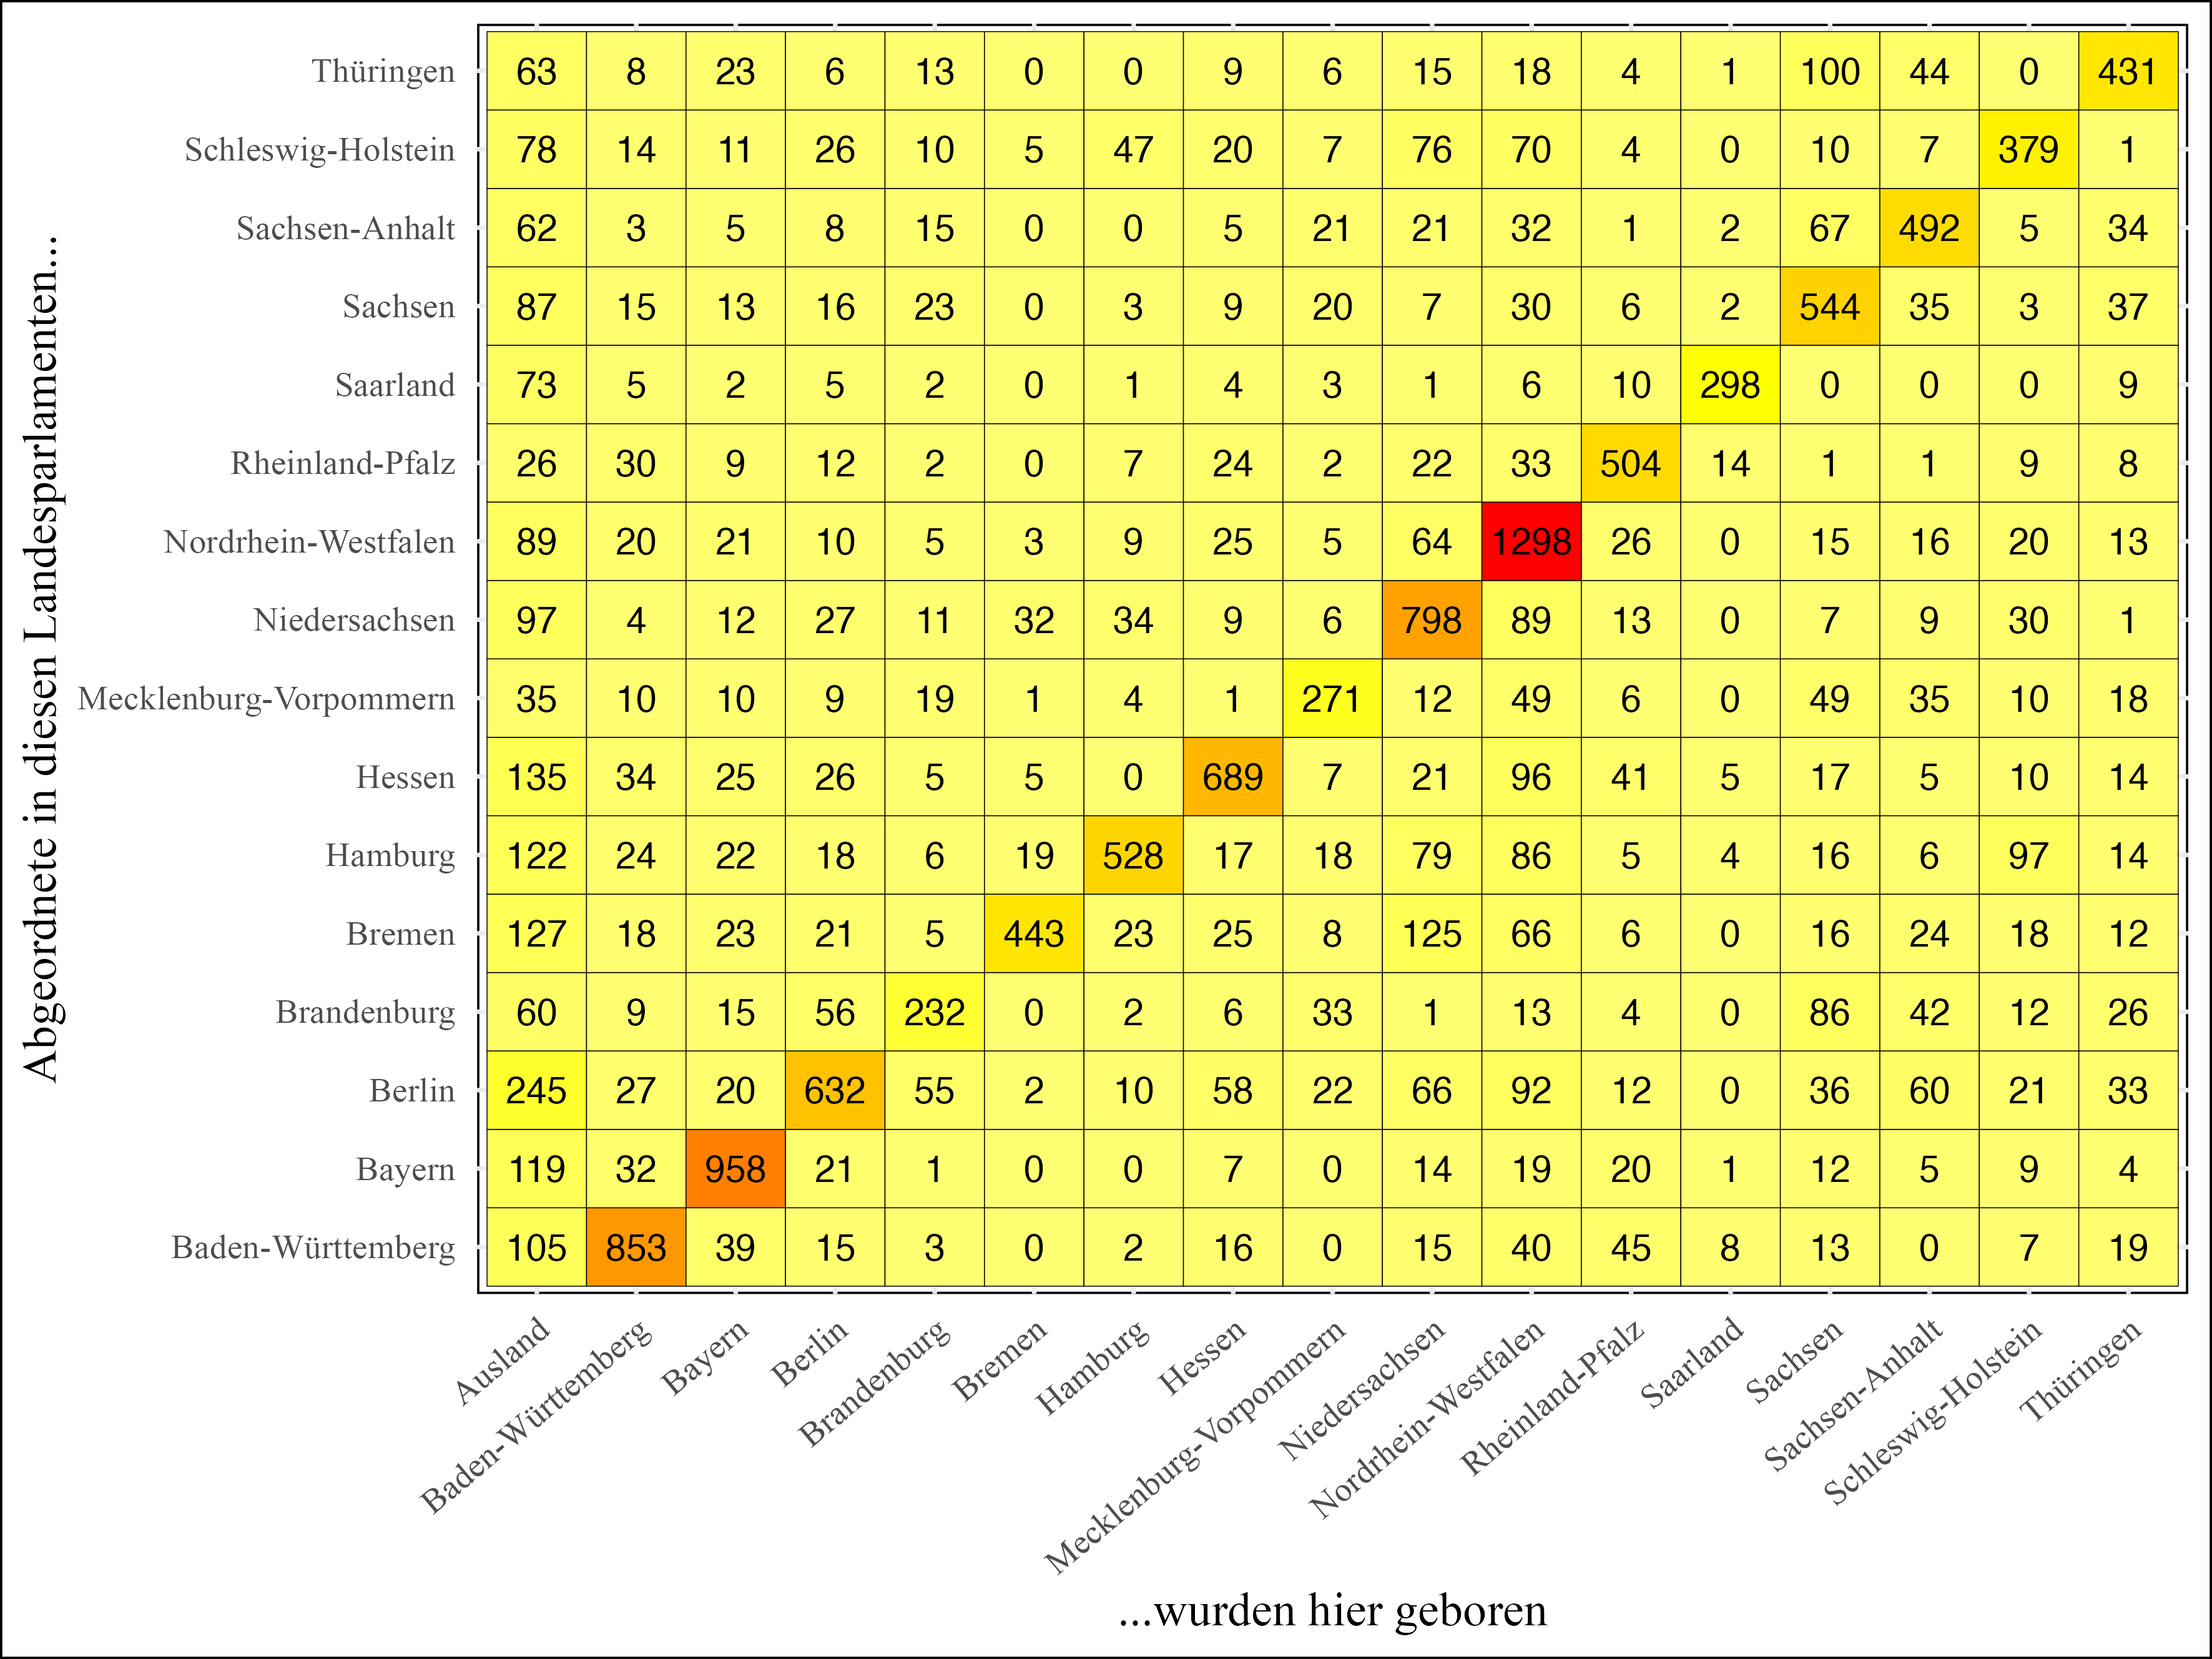 Abgeordnete in diesen Landesparlamenten...
Thüringen 63 8 23 6 13 0 0 9 6 15 18 4 1 100 44 0 431
Schleswig-Holstein 78 14 11 26 10 5 47 20 7 76 70 4 0 10 7 379 1
Sachsen-Anhalt 62 3 5 8 15 0 0 5 21 21 32 1 2 67 492 5 34
Sachsen 87 15 13 16 23 0 3 9 20 7 30 6 2 544 35 3 37
Saarland 73 5 2 5 2 0 1 4 3 1 6 10 298 0 0 0 9
Rheinland-Pfalz 26 30 9 12 2 0 7 24 2 22 33 504 14 1 1 9 8
Nordrhein-Westfalen 89 20 21 10 5 3 9 25 5 64 1298 26 0 15 16 20 13
Niedersachsen 97 4 12 27 11 32 34 9 6 798 89 13 0 7 9 30 1
Mecklenburg-Vorpommern 35 10 10 9 19 1 4 1 271 12 49 6 0 49 35 10 18
Hessen 135 34 25 26 5 5 0 689 7 21 96 41 5 17 5 10 14
Hamburg 122 24 22 18 6 19 528 17 18 79 86 5 4 16 6 97 14
Bremen 127 18 23 21 5 443 23 25 8 125 66 6 0 16 24 18 12
Brandenburg 60 9 15 56 232 0 2 6 33 1 13 4 0 86 42 12 26
Berlin 245 27 20 632 55 2 10 58 22 66 92 12 0 36 60 21 33
Bayern 119 32 958 21 1 0 0 7 0 14 19 20 1 12 5 9 4
Baden-Württemberg 105 853 39 15 3 0 2 16 0 15 40 45 8 13 0 7 19
Ausland Baden-Württemberg Bayern Berlin Brandenburg Bremen Hamburg Hessen Mecklenburg-Vorpommern Niedersachsen Nordrhein-Westfalen Rheinland-Pfalz Saarland Sachsen Sachsen-Anhalt Schleswig-Holstein Thüringen
...wurden hier geboren